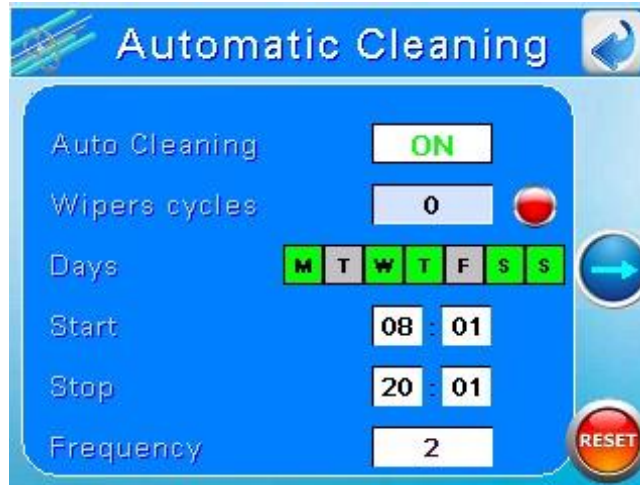 Automatic Cleaning
Auto Cleaning ON
Wipers cycles 0
Days M T W T F S S
Start 08 : 01
Stop 20 : 01
Frequency 2
RESET